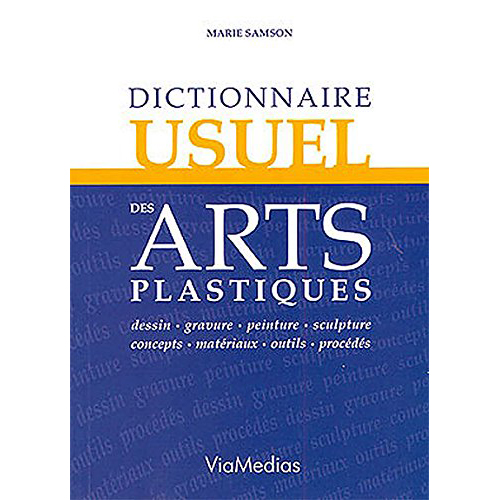 MARIE SAMSON
DICTIONNAIRE
USUEL
DES
ARTS
PLASTIQUES
dessin • gravure • peinture • sculpture
concepts • matériaux • outils • procédés
ViaMedias